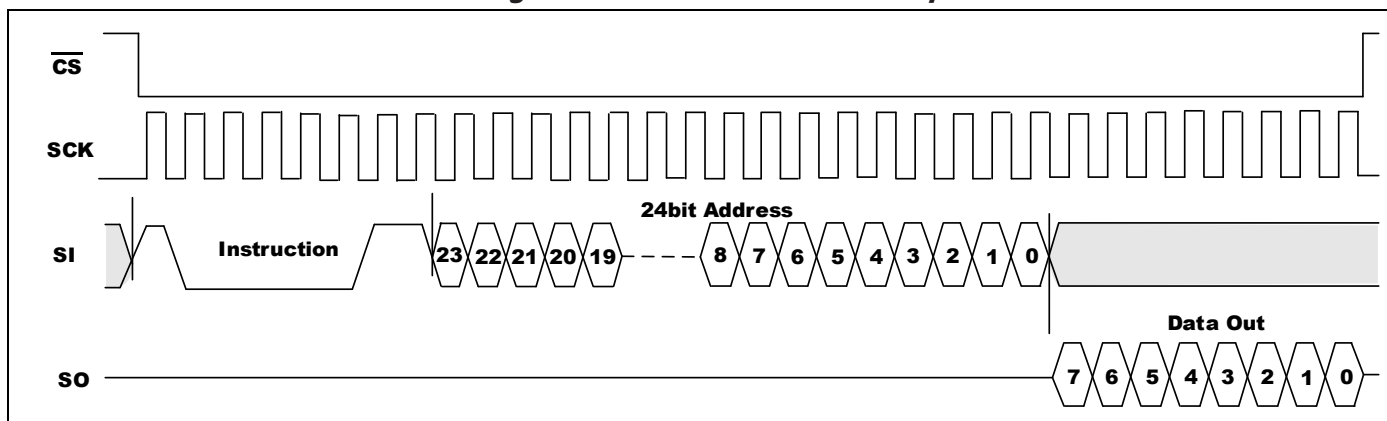 CS
SCK
24bit Address
SI
Instruction
23 22 21 20 19 8 7 6 5 4 3 2 1 0
Data Out
SO
7 6 5 4 3 2 1 0